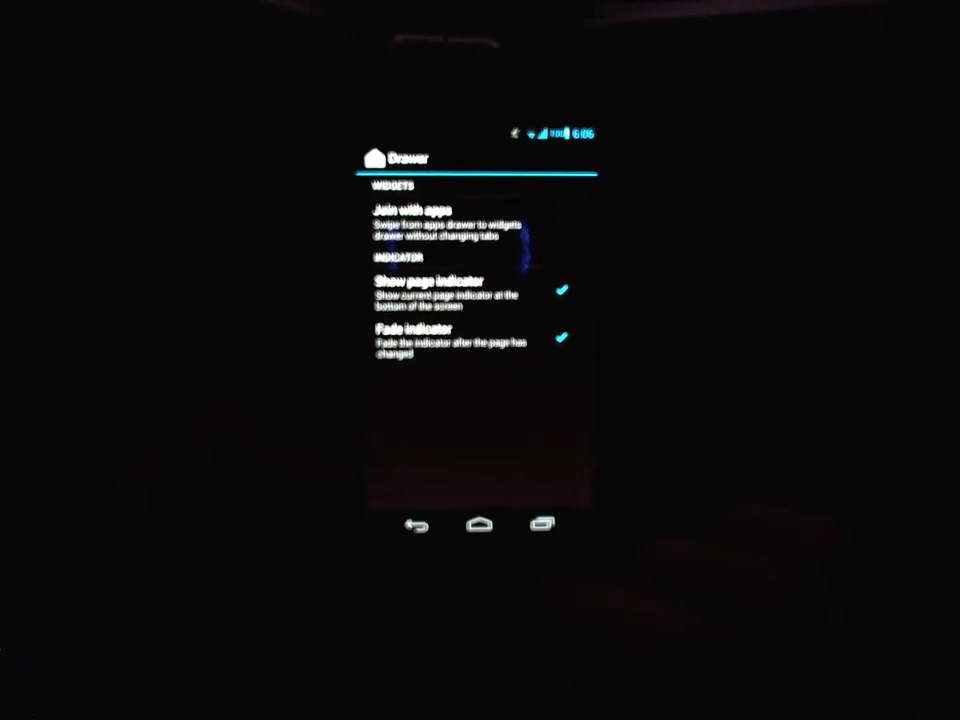 6:06
Drawer
WIDGETS
Join with apps
Swipe from apps drawer to widgets
drawer without changing tabs
INDICATOR
Show page indicator
Show current page indicator at the
bottom of the screen
Fade indicator
Fade the indicator after the page has
changed